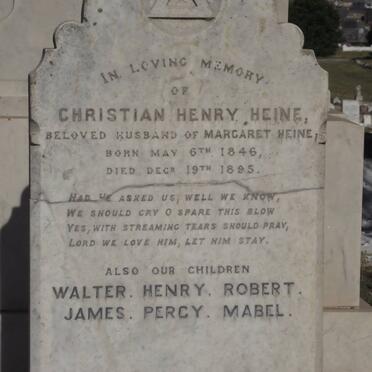 IN LOVING MEMORY
OF
CHRISTIAN HENRY HEINE,
BELOVED HUSBAND OF MARGARET HEINE,
BORN MAY 6TH 1846,
DIED DECR 19TH 1895.
HAD HE ASKED US, WELL WE KNOW,
WE SHOULD CRY O SPARE THIS BLOW
YES, WITH STREAMING TEARS SHOULD PRAY,
LORD WE LOVE HIM, LET HIM STAY.
ALSO OUR CHILDREN
WALTER. HENRY. ROBERT.
JAMES. PERCY. MABEL.